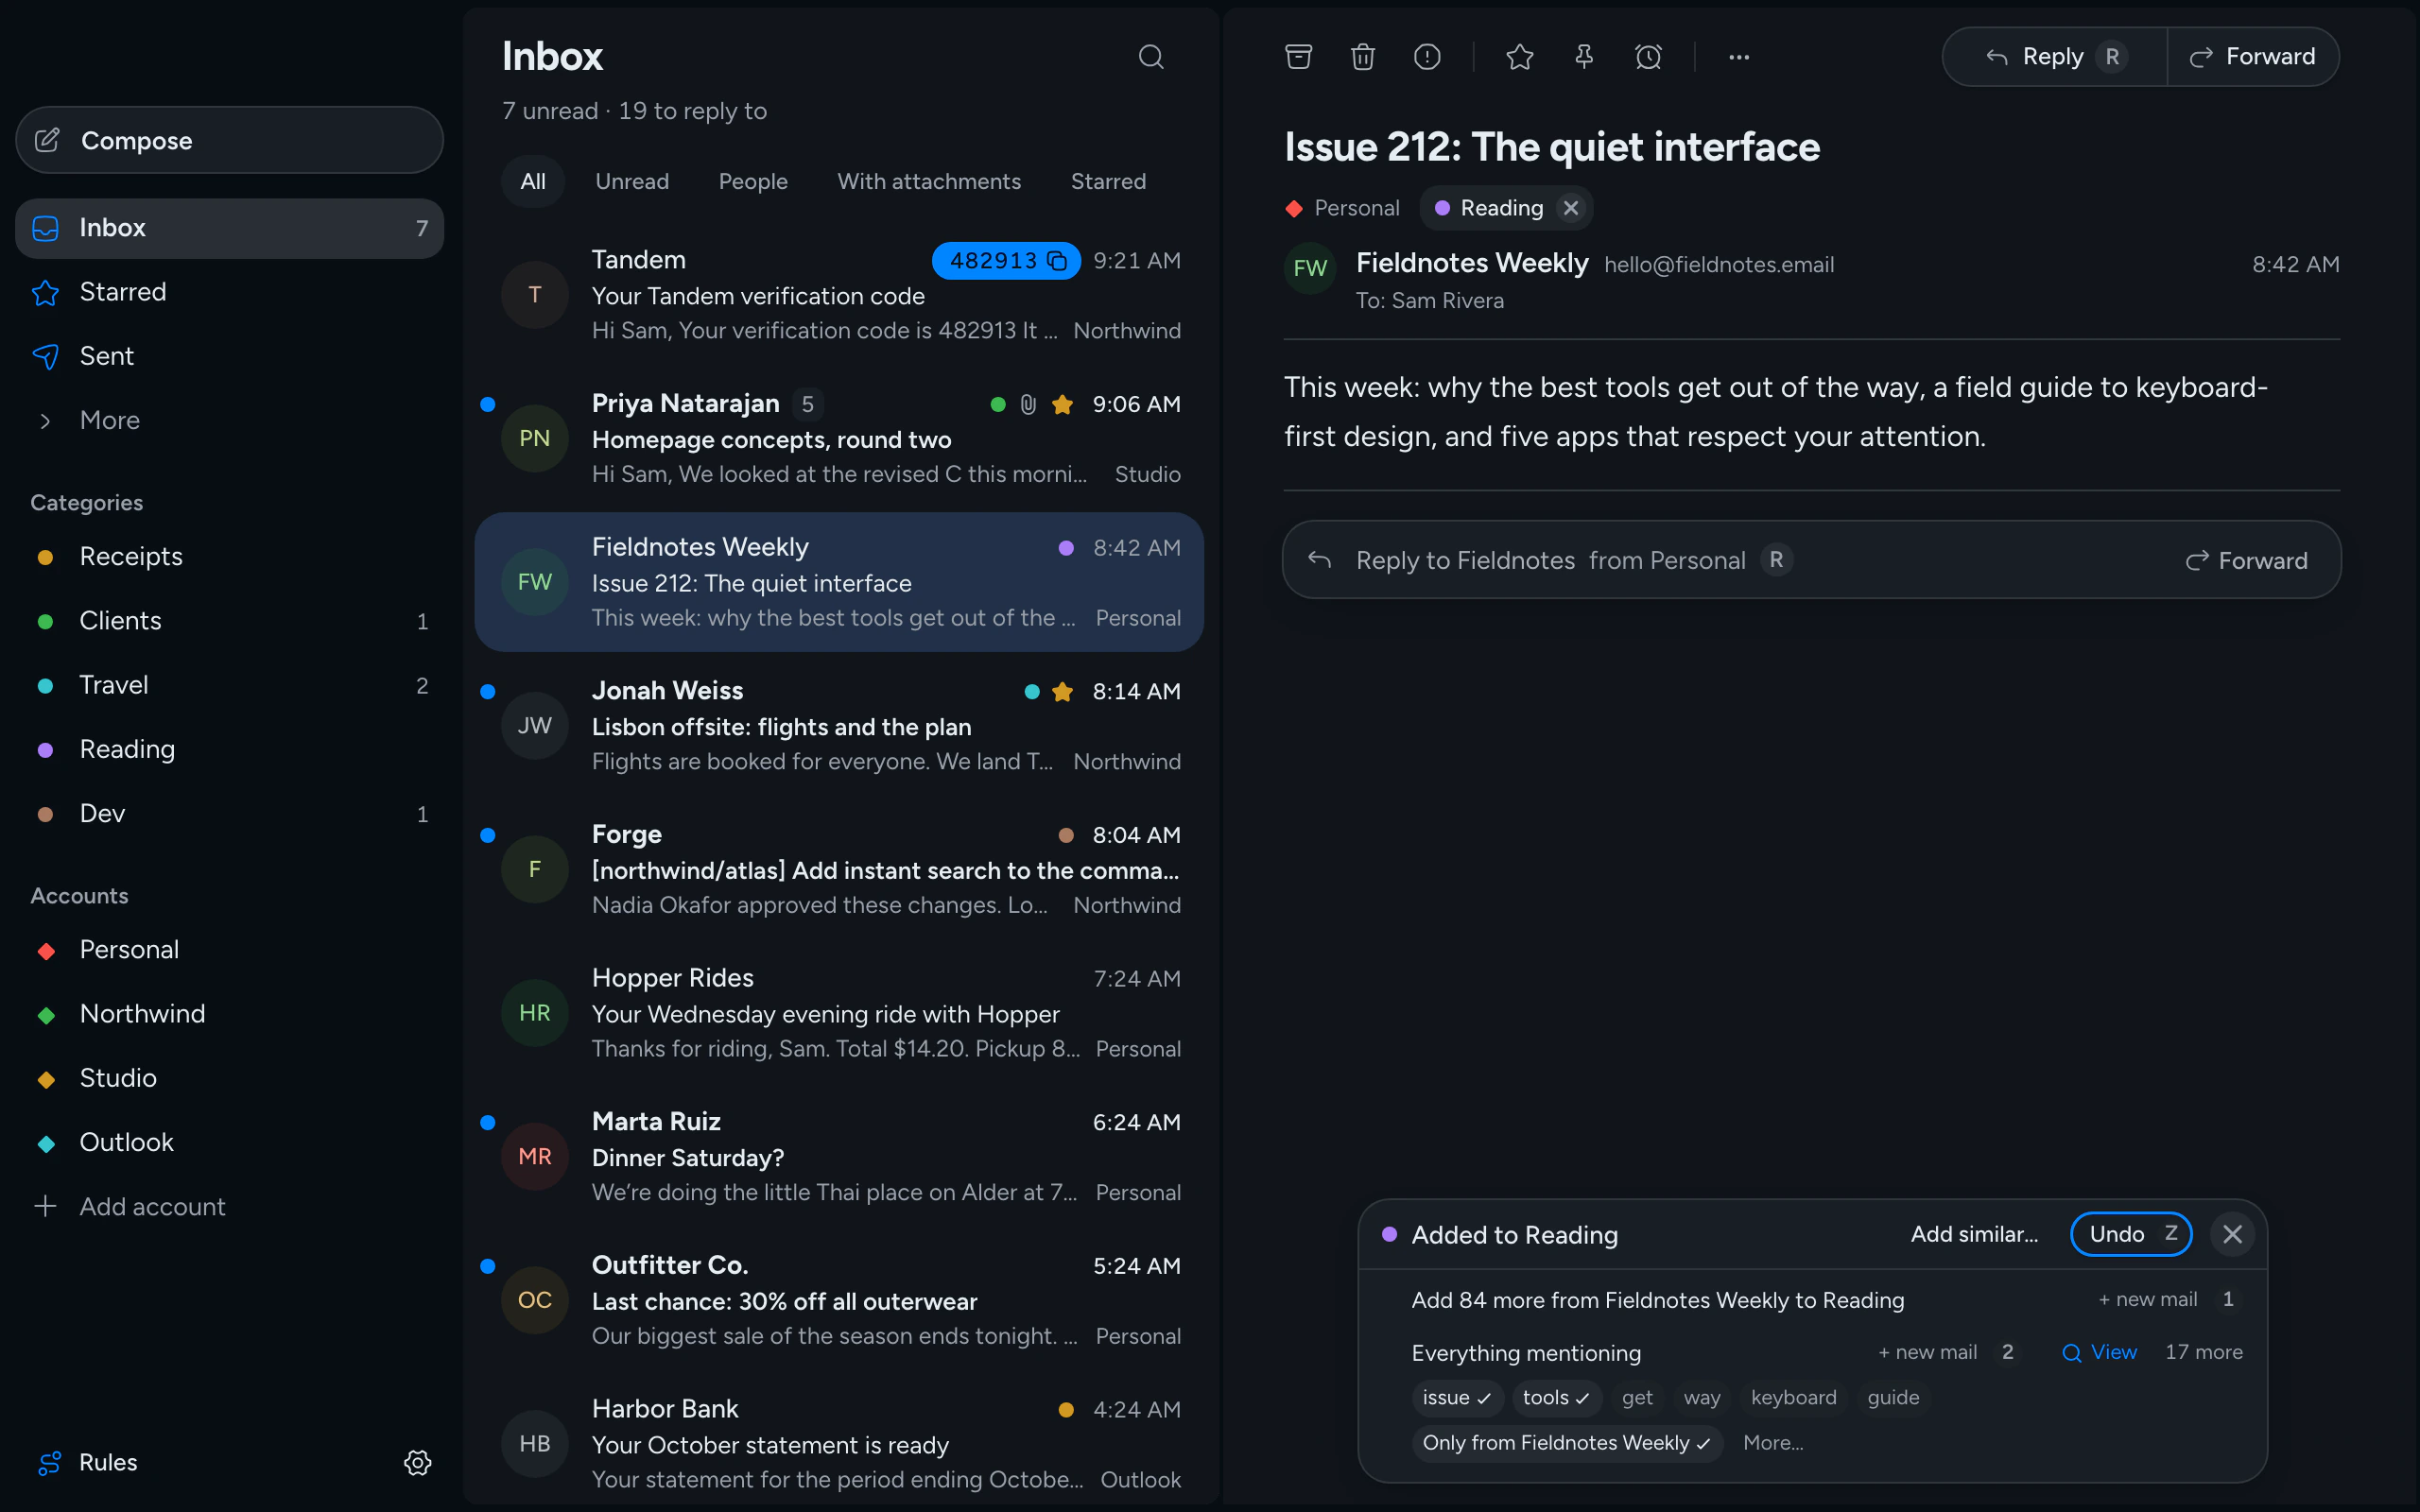 Compose
Inbox 7
Starred
Sent
More
Categories
Receipts
Clients 1
Travel 2
Reading
Dev 1
Accounts
Personal
Northwind
Studio
Outlook
Add account
Rules
Inbox
7 unread · 19 to reply to
All Unread People With attachments Starred
T
Tandem 482913 9:21 AM
Your Tandem verification code
Hi Sam, Your verification code is 482913 It ... Northwind
PN
Priya Natarajan 5 9:06 AM
Homepage concepts, round two
Hi Sam, We looked at the revised C this morni... Studio
FW
Fieldnotes Weekly 8:42 AM
Issue 212: The quiet interface
This week: why the best tools get out of the ... Personal
JW
Jonah Weiss 8:14 AM
Lisbon offsite: flights and the plan
Flights are booked for everyone. We land T... Northwind
F
Forge 8:04 AM
[northwind/atlas] Add instant search to the comma...
Nadia Okafor approved these changes. Lo... Northwind
HR
Hopper Rides 7:24 AM
Your Wednesday evening ride with Hopper
Thanks for riding, Sam. Total $14.20. Pickup 8... Personal
MR
Marta Ruiz 6:24 AM
Dinner Saturday?
We’re doing the little Thai place on Alder at 7... Personal
OC
Outfitter Co. 5:24 AM
Last chance: 30% off all outerwear
Our biggest sale of the season ends tonight. ... Personal
HB
Harbor Bank 4:24 AM
Your October statement is ready
Your statement for the period ending Octobe... Outlook
Reply R Forward
Issue 212: The quiet interface
Personal Reading
FW
Fieldnotes Weekly hello@fieldnotes.email 8:42 AM
To: Sam Rivera
This week: why the best tools get out of the way, a field guide to keyboard-
first design, and five apps that respect your attention.
Reply to Fieldnotes from Personal R Forward
Added to Reading Add similar... Undo Z
Add 84 more from Fieldnotes Weekly to Reading + new mail 1
Everything mentioning + new mail 2 View 17 more
issue tools get way keyboard guide
Only from Fieldnotes Weekly More...